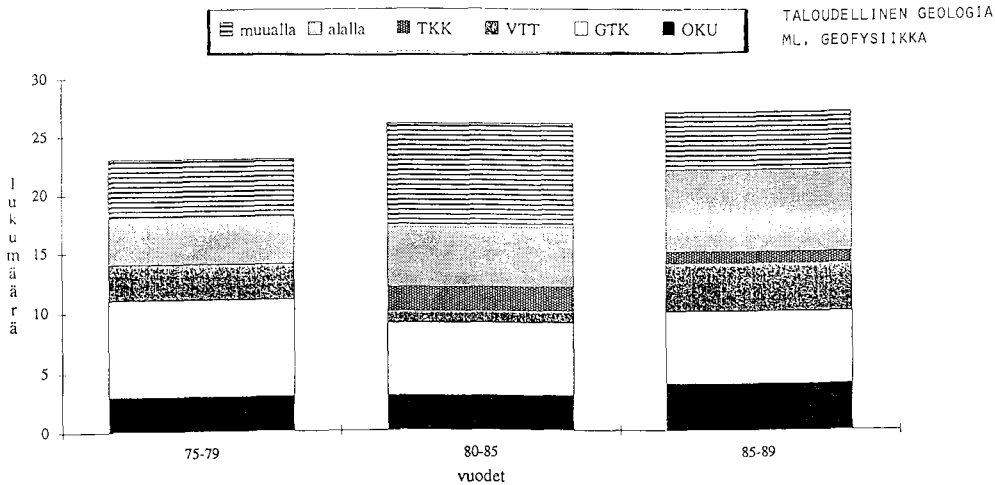 muualla alalla TKK VTT GTK OKU
TALOUDELLINEN GEOLOGIA
ML. GEOFYSIIKKA
lukumäärä
30
25
20
15
10
5
0
75-79 80-85 85-89
vuodet